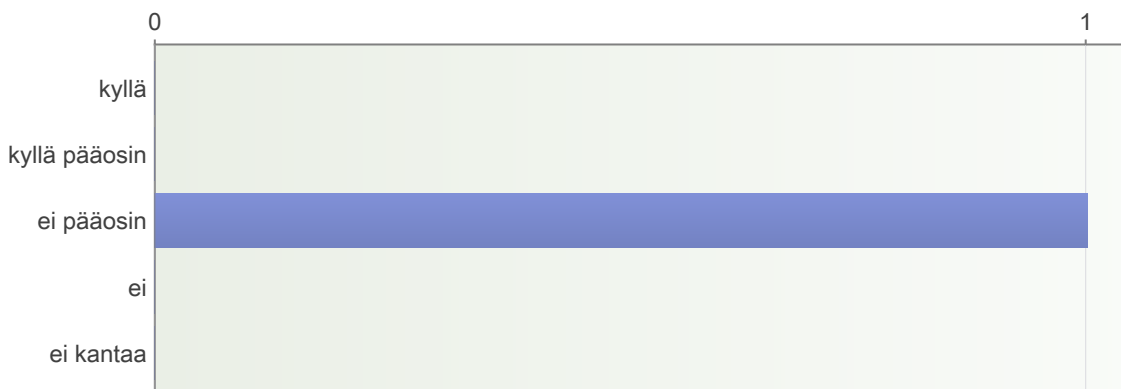 0 1
kyllä
kyllä pääosin
ei pääosin
ei
ei kantaa